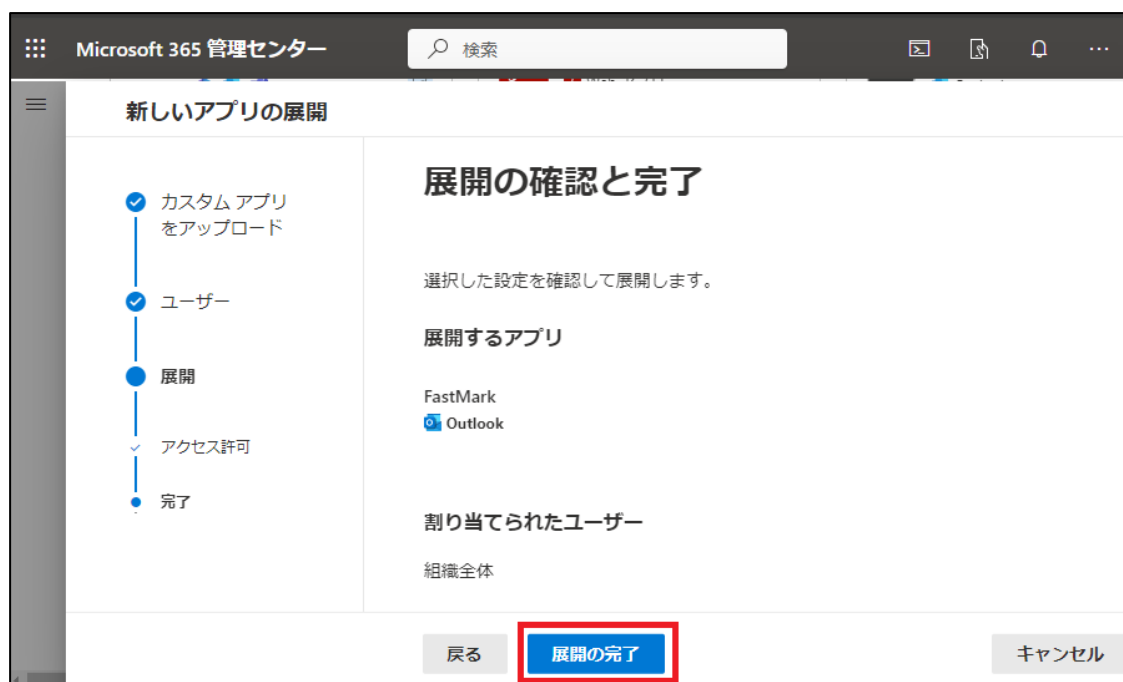 Microsoft 365 管理センター
検索
新しいアプリの展開
カスタム アプリ
をアップロード
ユーザー
展開
アクセス許可
完了
展開の確認と完了
選択した設定を確認して展開します。
展開するアプリ
FastMark
Outlook
割り当てられたユーザー
組織全体
戻る
展開の完了
キャンセル